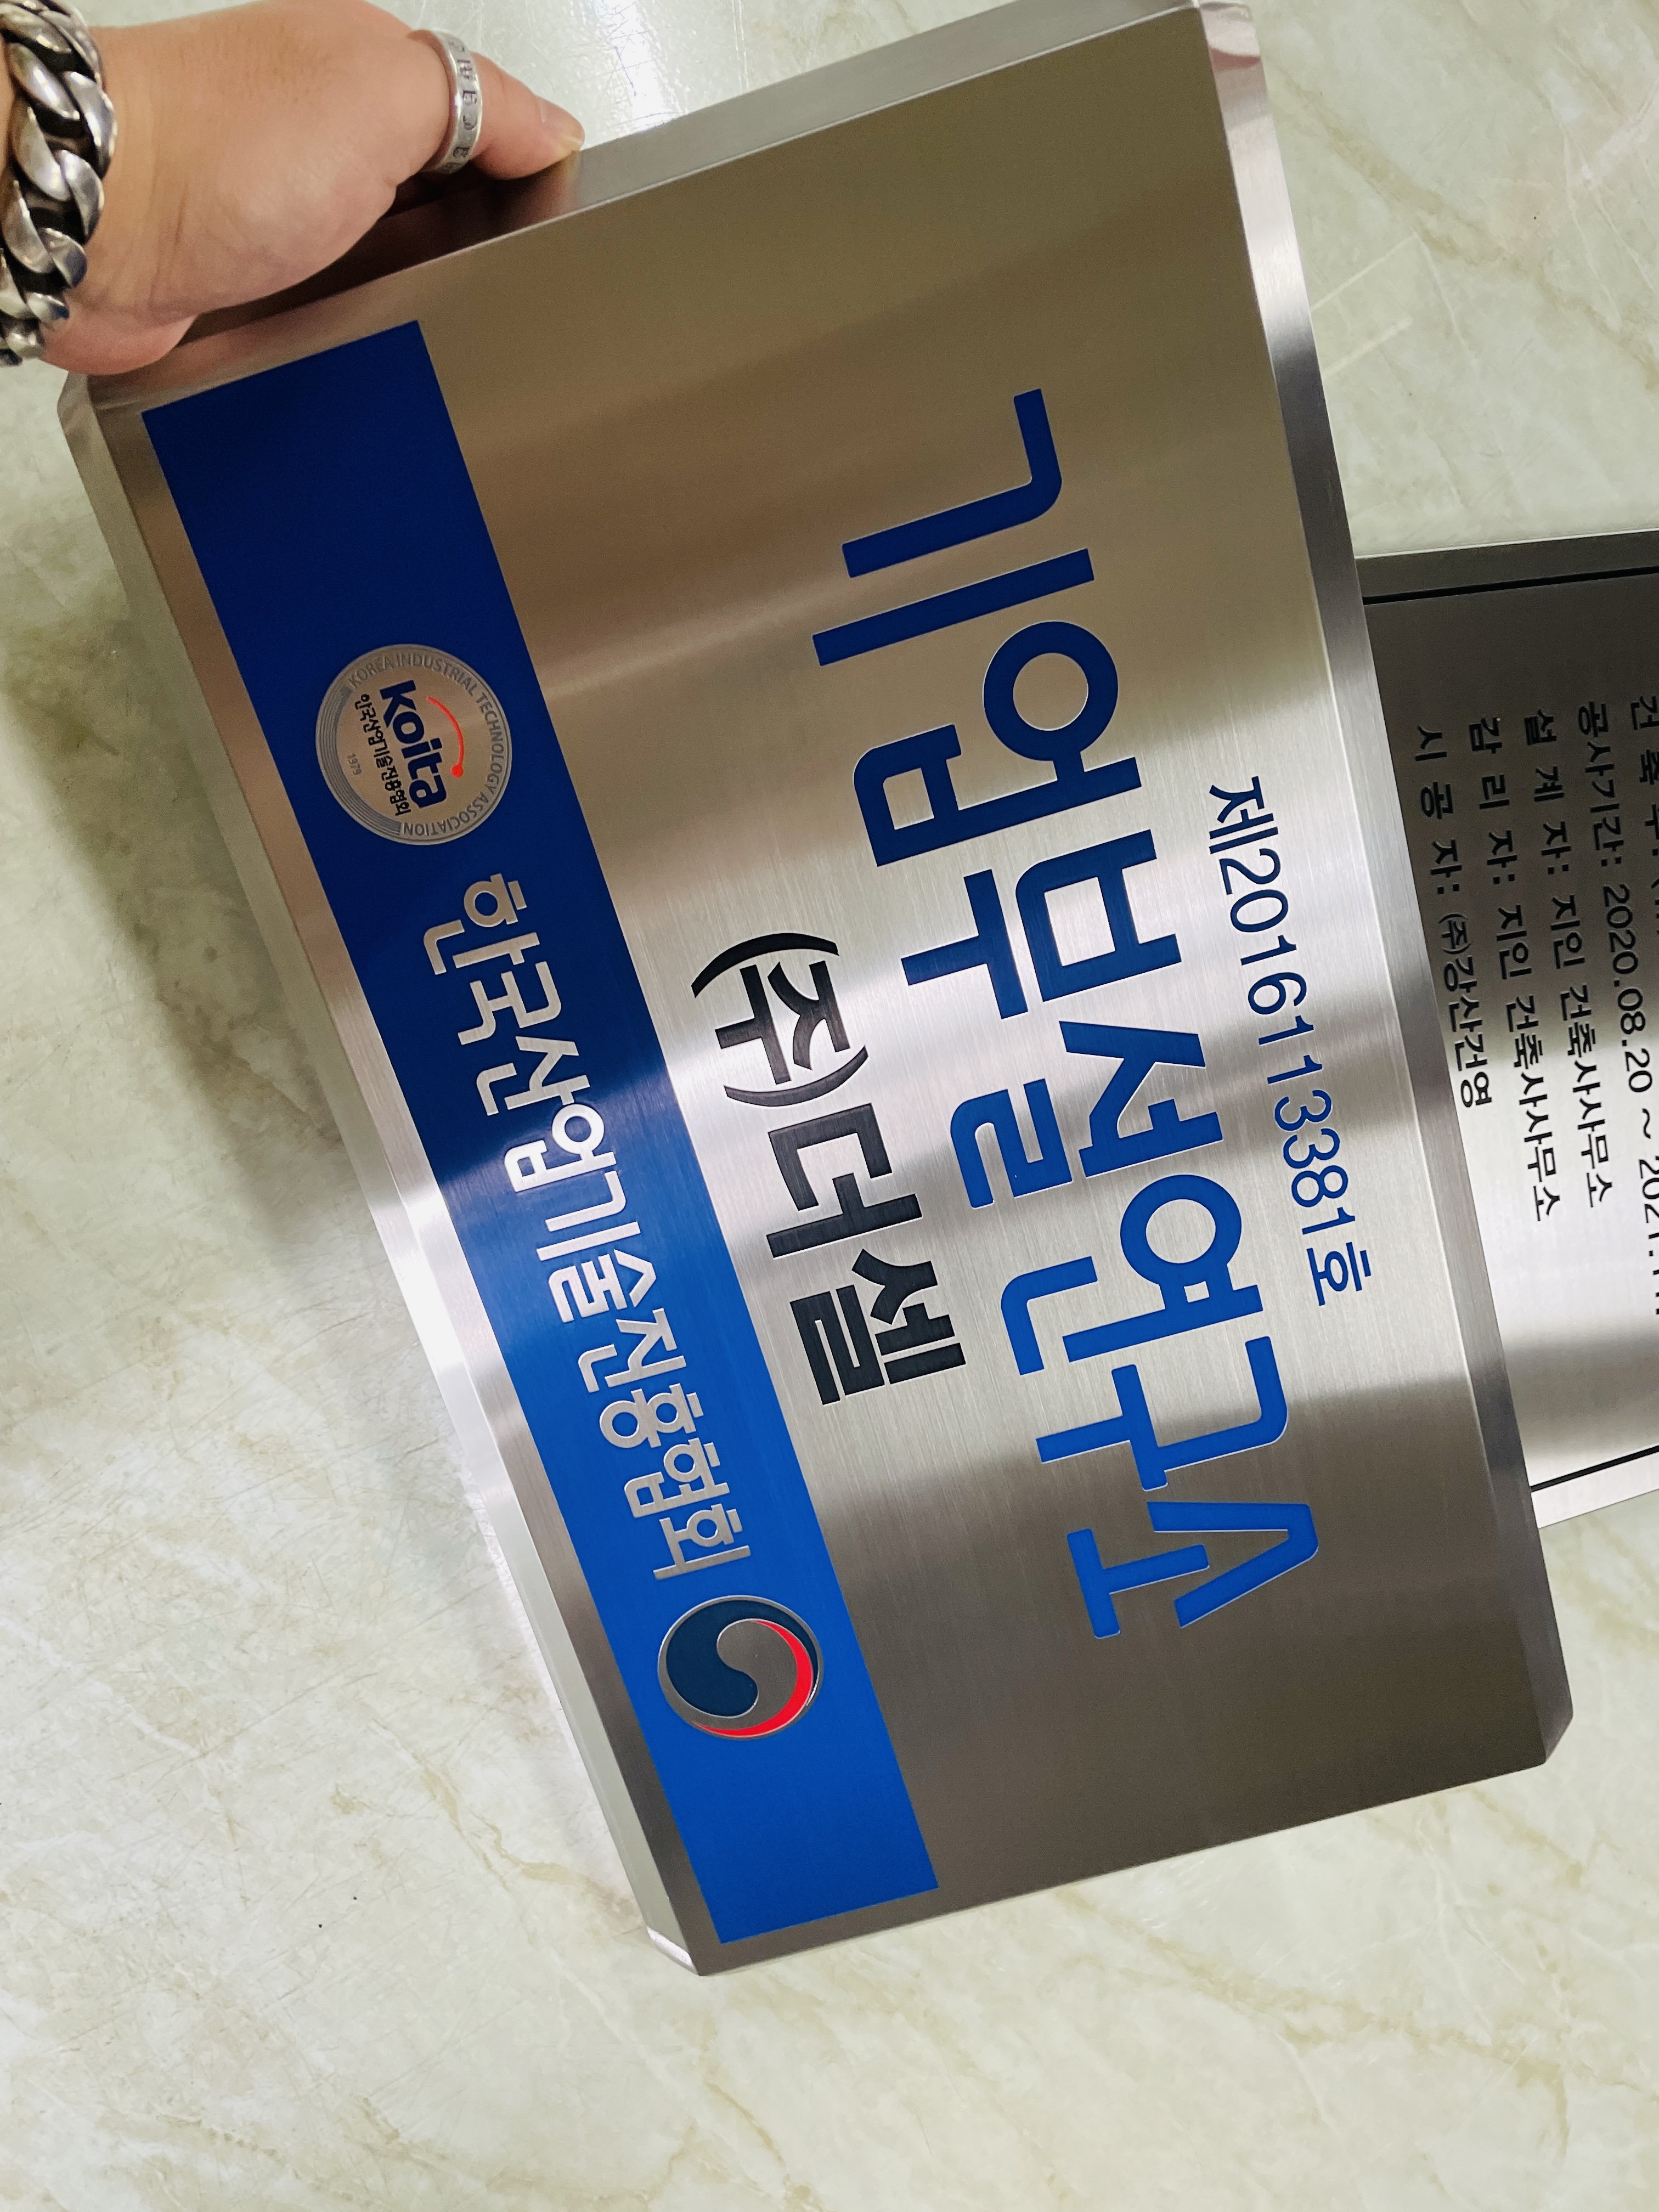 제2016113381호
기업부설연구소
(주)더셀
KOREA INDUSTRIAL TECHNOLOGY ASSOCIATION
koita
한국산업기술진흥협회
1979
한국산업기술진흥협회
건 축
공사기간: 2020.08.20 ~ 2021.
설 계 자: 지인 건축사사무소
감 리 자: 지인 건축사사무소
시 공 자: ㈜강산건영